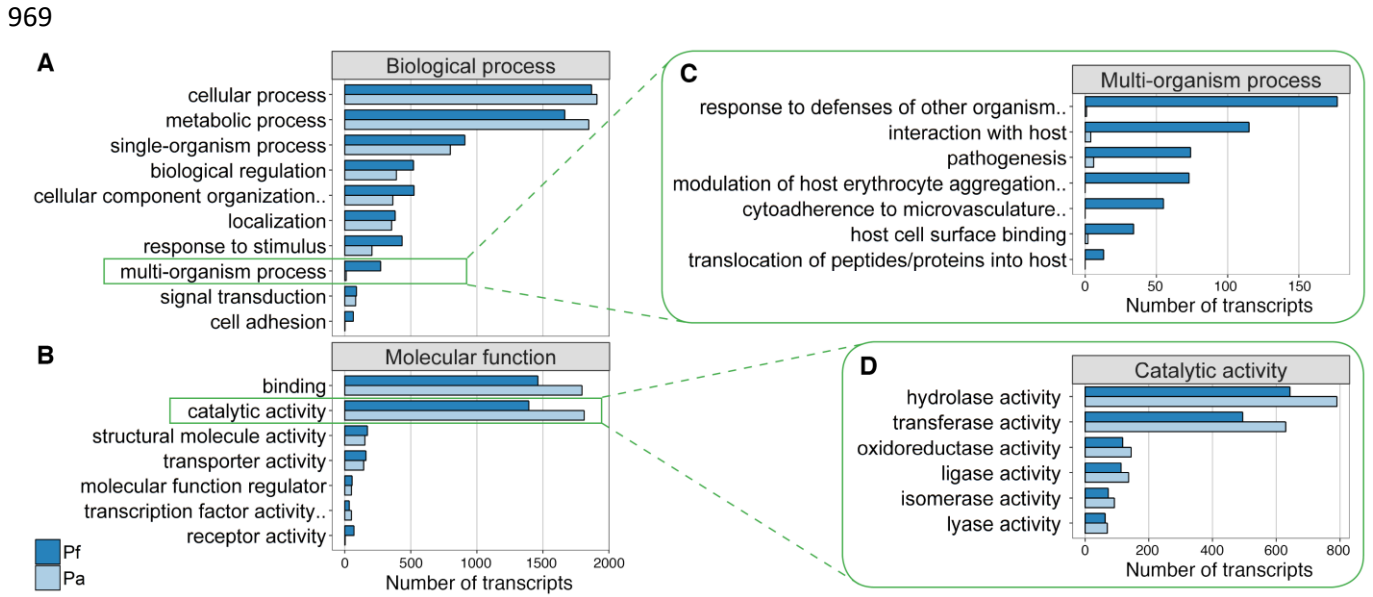 969
A
Biological process
cellular process
metabolic process
single-organism process
biological regulation
cellular component organization..
localization
response to stimulus
multi-organism process
signal transduction
cell adhesion
B
Molecular function
binding
catalytic activity
structural molecule activity
transporter activity
molecular function regulator
transcription factor activity..
receptor activity
0 500 1000 1500 2000
Number of transcripts
Pf
Pa
C
Multi-organism process
response to defenses of other organism..
interaction with host
pathogenesis
modulation of host erythrocyte aggregation..
cytoadherence to microvasculature..
host cell surface binding
translocation of peptides/proteins into host
0 50 100 150
Number of transcripts
D
Catalytic activity
hydrolase activity
transferase activity
oxidoreductase activity
ligase activity
isomerase activity
lyase activity
0 200 400 600 800
Number of transcripts